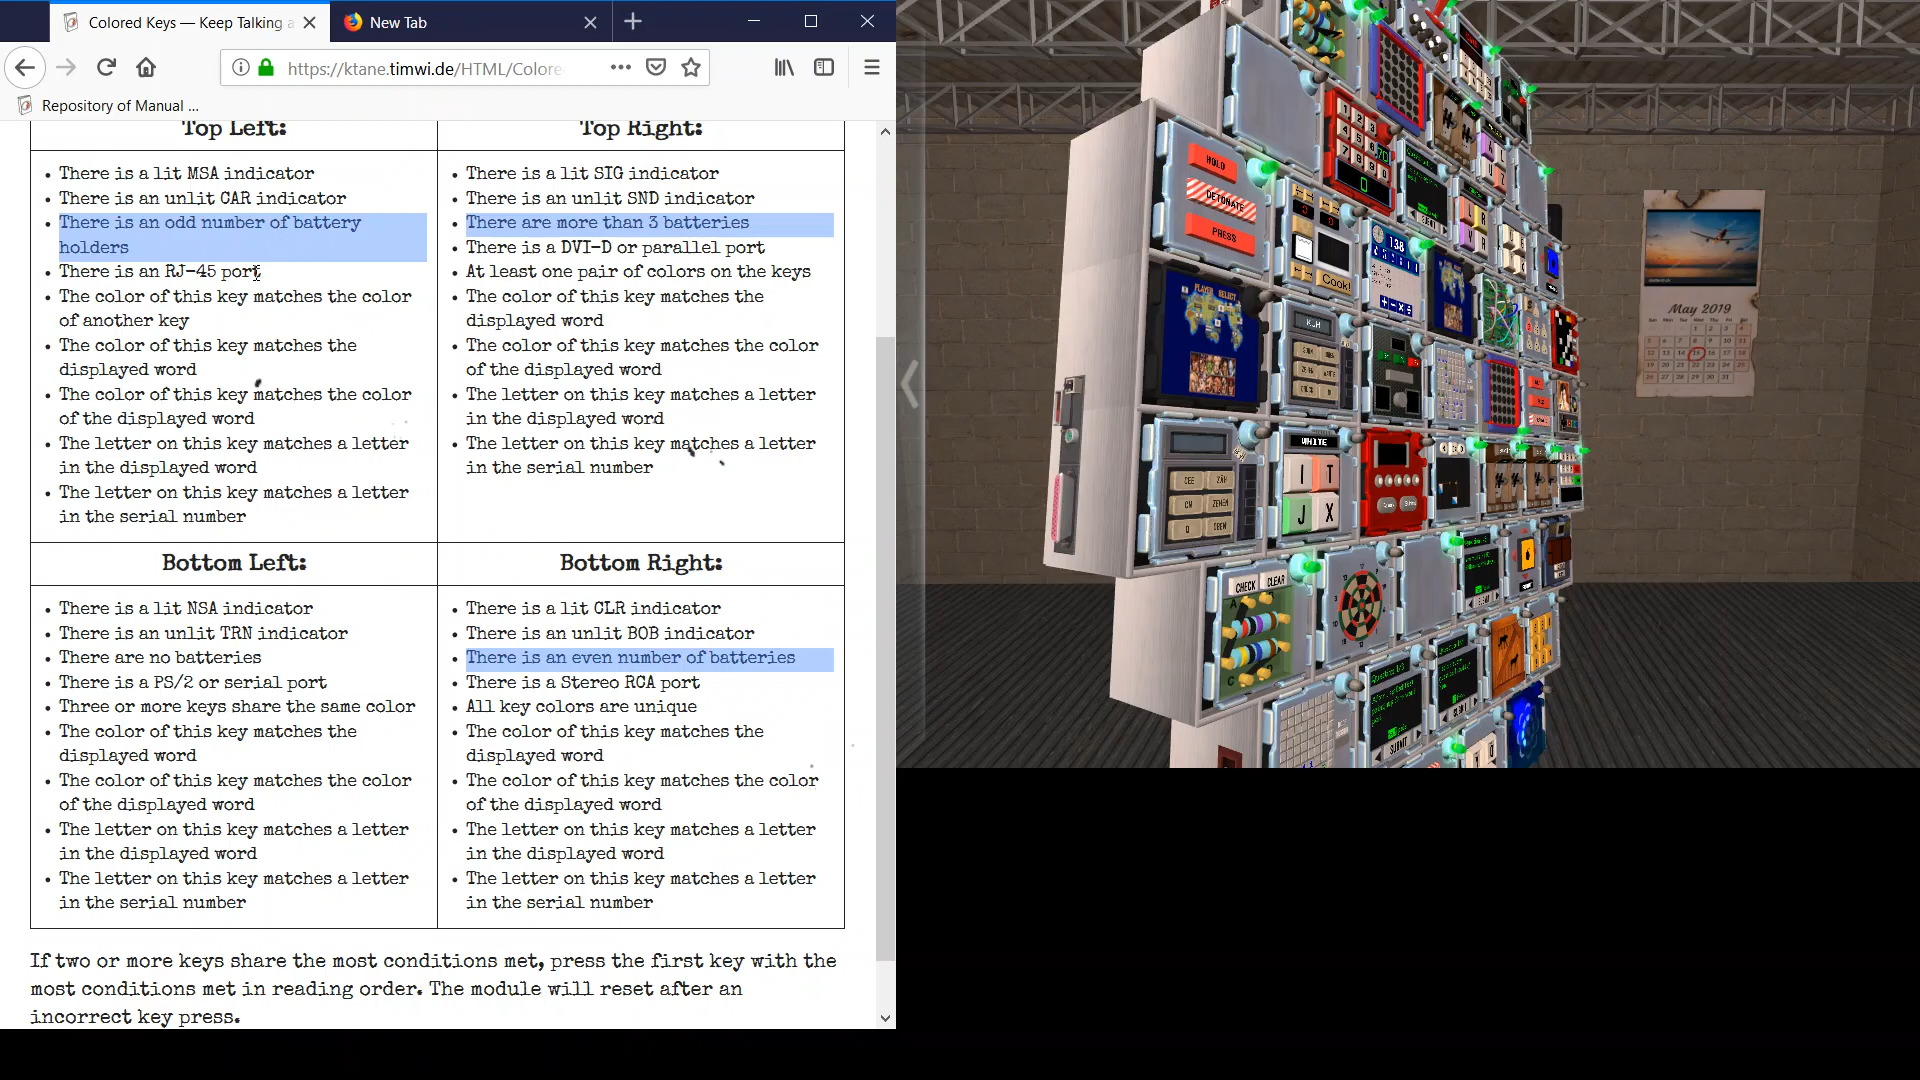 Colored Keys — Keep Talking a
New Tab
https://ktane.timwi.de/HTML/Colore
Repository of Manual ...
Top Left:
Top Right:
There is a lit MSA indicator
There is an unlit CAR indicator
There is an odd number of battery
holders
There is an RJ-45 port
The color of this key matches the color
of another key
The color of this key matches the
displayed word
The color of this key matches the color
of the displayed word
The letter on this key matches a letter
in the displayed word
The letter on this key matches a letter
in the serial number
There is a lit SIG indicator
There is an unlit SND indicator
There are more than 3 batteries
There is a DVI-D or parallel port
At least one pair of colors on the keys
The color of this key matches the
displayed word
The color of this key matches the color
of the displayed word
The letter on this key matches a letter
in the displayed word
The letter on this key matches a letter
in the serial number
Bottom Left:
Bottom Right:
There is a lit NSA indicator
There is an unlit TRN indicator
There are no batteries
There is a PS/2 or serial port
Three or more keys share the same color
The color of this key matches the
displayed word
The color of this key matches the color
of the displayed word
The letter on this key matches a letter
in the displayed word
The letter on this key matches a letter
in the serial number
There is a lit CLR indicator
There is an unlit BOB indicator
There is an even number of batteries
There is a Stereo RCA port
All key colors are unique
The color of this key matches the
displayed word
The color of this key matches the color
of the displayed word
The letter on this key matches a letter
in the displayed word
The letter on this key matches a letter
in the serial number
If two or more keys share the most conditions met, press the first key with the
most conditions met in reading order. The module will reset after an
incorrect key press.
HOLD
DETONATE
PRESS
Cook!
138
PLAYER SELECT
WHITE
I T
J X
CHECK CLEAR
A
C
SUBMIT
May 2019